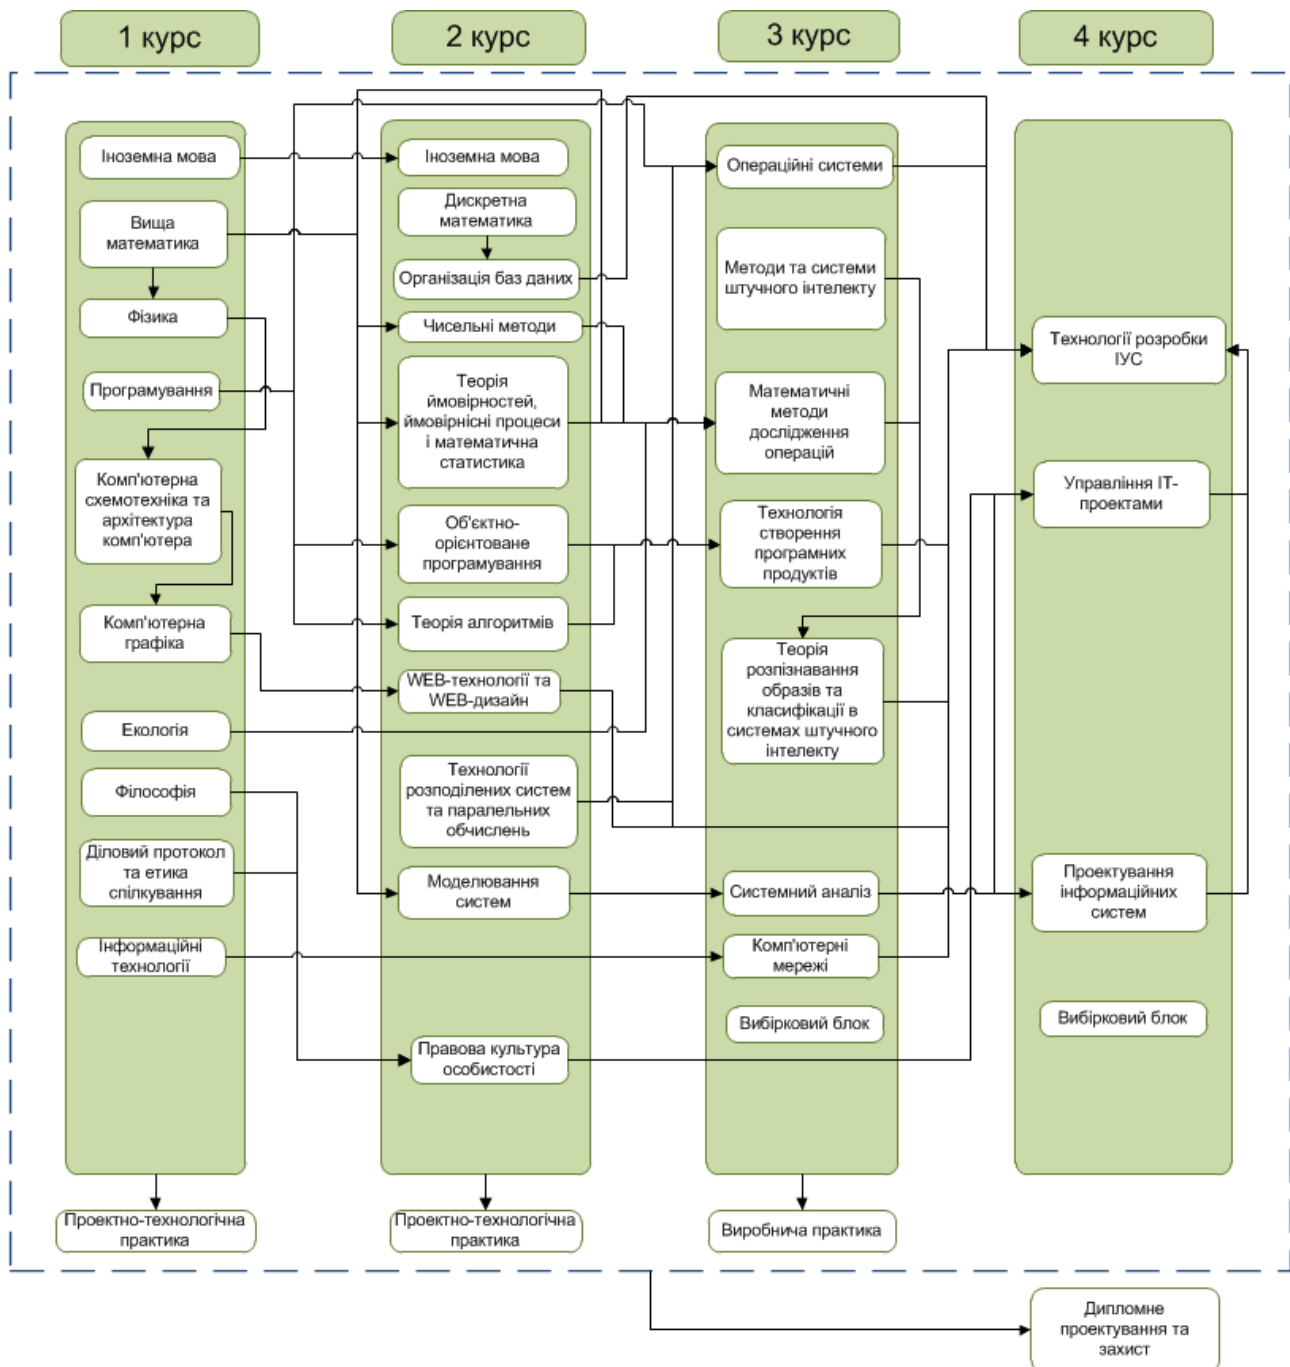 1 курс
2 курс
3 курс
4 курс
Іноземна мова
Вища
математика
Фізика
Програмування
Комп'ютерна
схемотехніка та
архітектура
комп'ютера
Комп'ютерна
графіка
Екологія
Філософія
Діловий протокол
та етика
спілкування
Інформаційні
технології
Проектно-технологічна
практика
Іноземна мова
Дискретна
математика
Організація баз даних
Чисельні методи
Теорія
ймовірностей,
ймовірнісні процеси
і математична
статистика
Об'єктно-
орієнтоване
програмування
Теорія алгоритмів
WEB-технології та
WEB-дизайн
Технології
розподілених систем
та паралельних
обчислень
Моделювання
систем
Правова культура
особистості
Проектно-технологічна
практика
Операційні системи
Методи та системи
штучного інтелекту
Математичні
методи
дослідження
операцій
Технологія
створення
програмних
продуктів
Теорія
розпізнавання
образів та
класифікації в
системах штучного
інтелекту
Системний аналіз
Комп'ютерні
мережі
Вибірковий блок
Виробнича практика
Технології розробки
ІУС
Управління ІТ-
проектами
Проектування
інформаційних
систем
Вибірковий блок
Дипломне
проектування та
захист